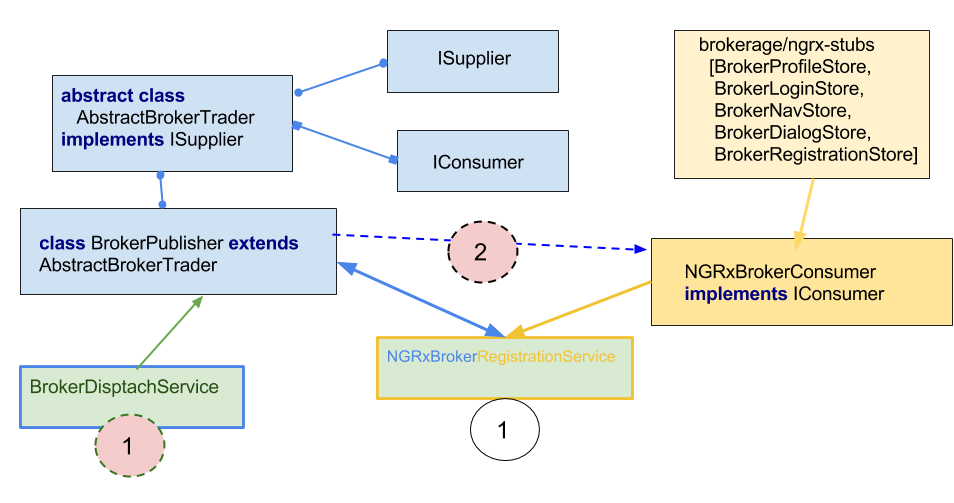 ISupplier
brokerage/ngrx-stubs
[BrokerProfileStore,
BrokerLoginStore,
BrokerNavStore,
BrokerDialogStore,
BrokerRegistrationStore]
abstract class
AbstractBrokerTrader
implements ISupplier
IConsumer
class BrokerPublisher extends
AbstractBrokerTrader
2
NGRxBrokerConsumer
implements IConsumer
NGRxBrokerRegistrationService
BrokerDisptachService
1
1